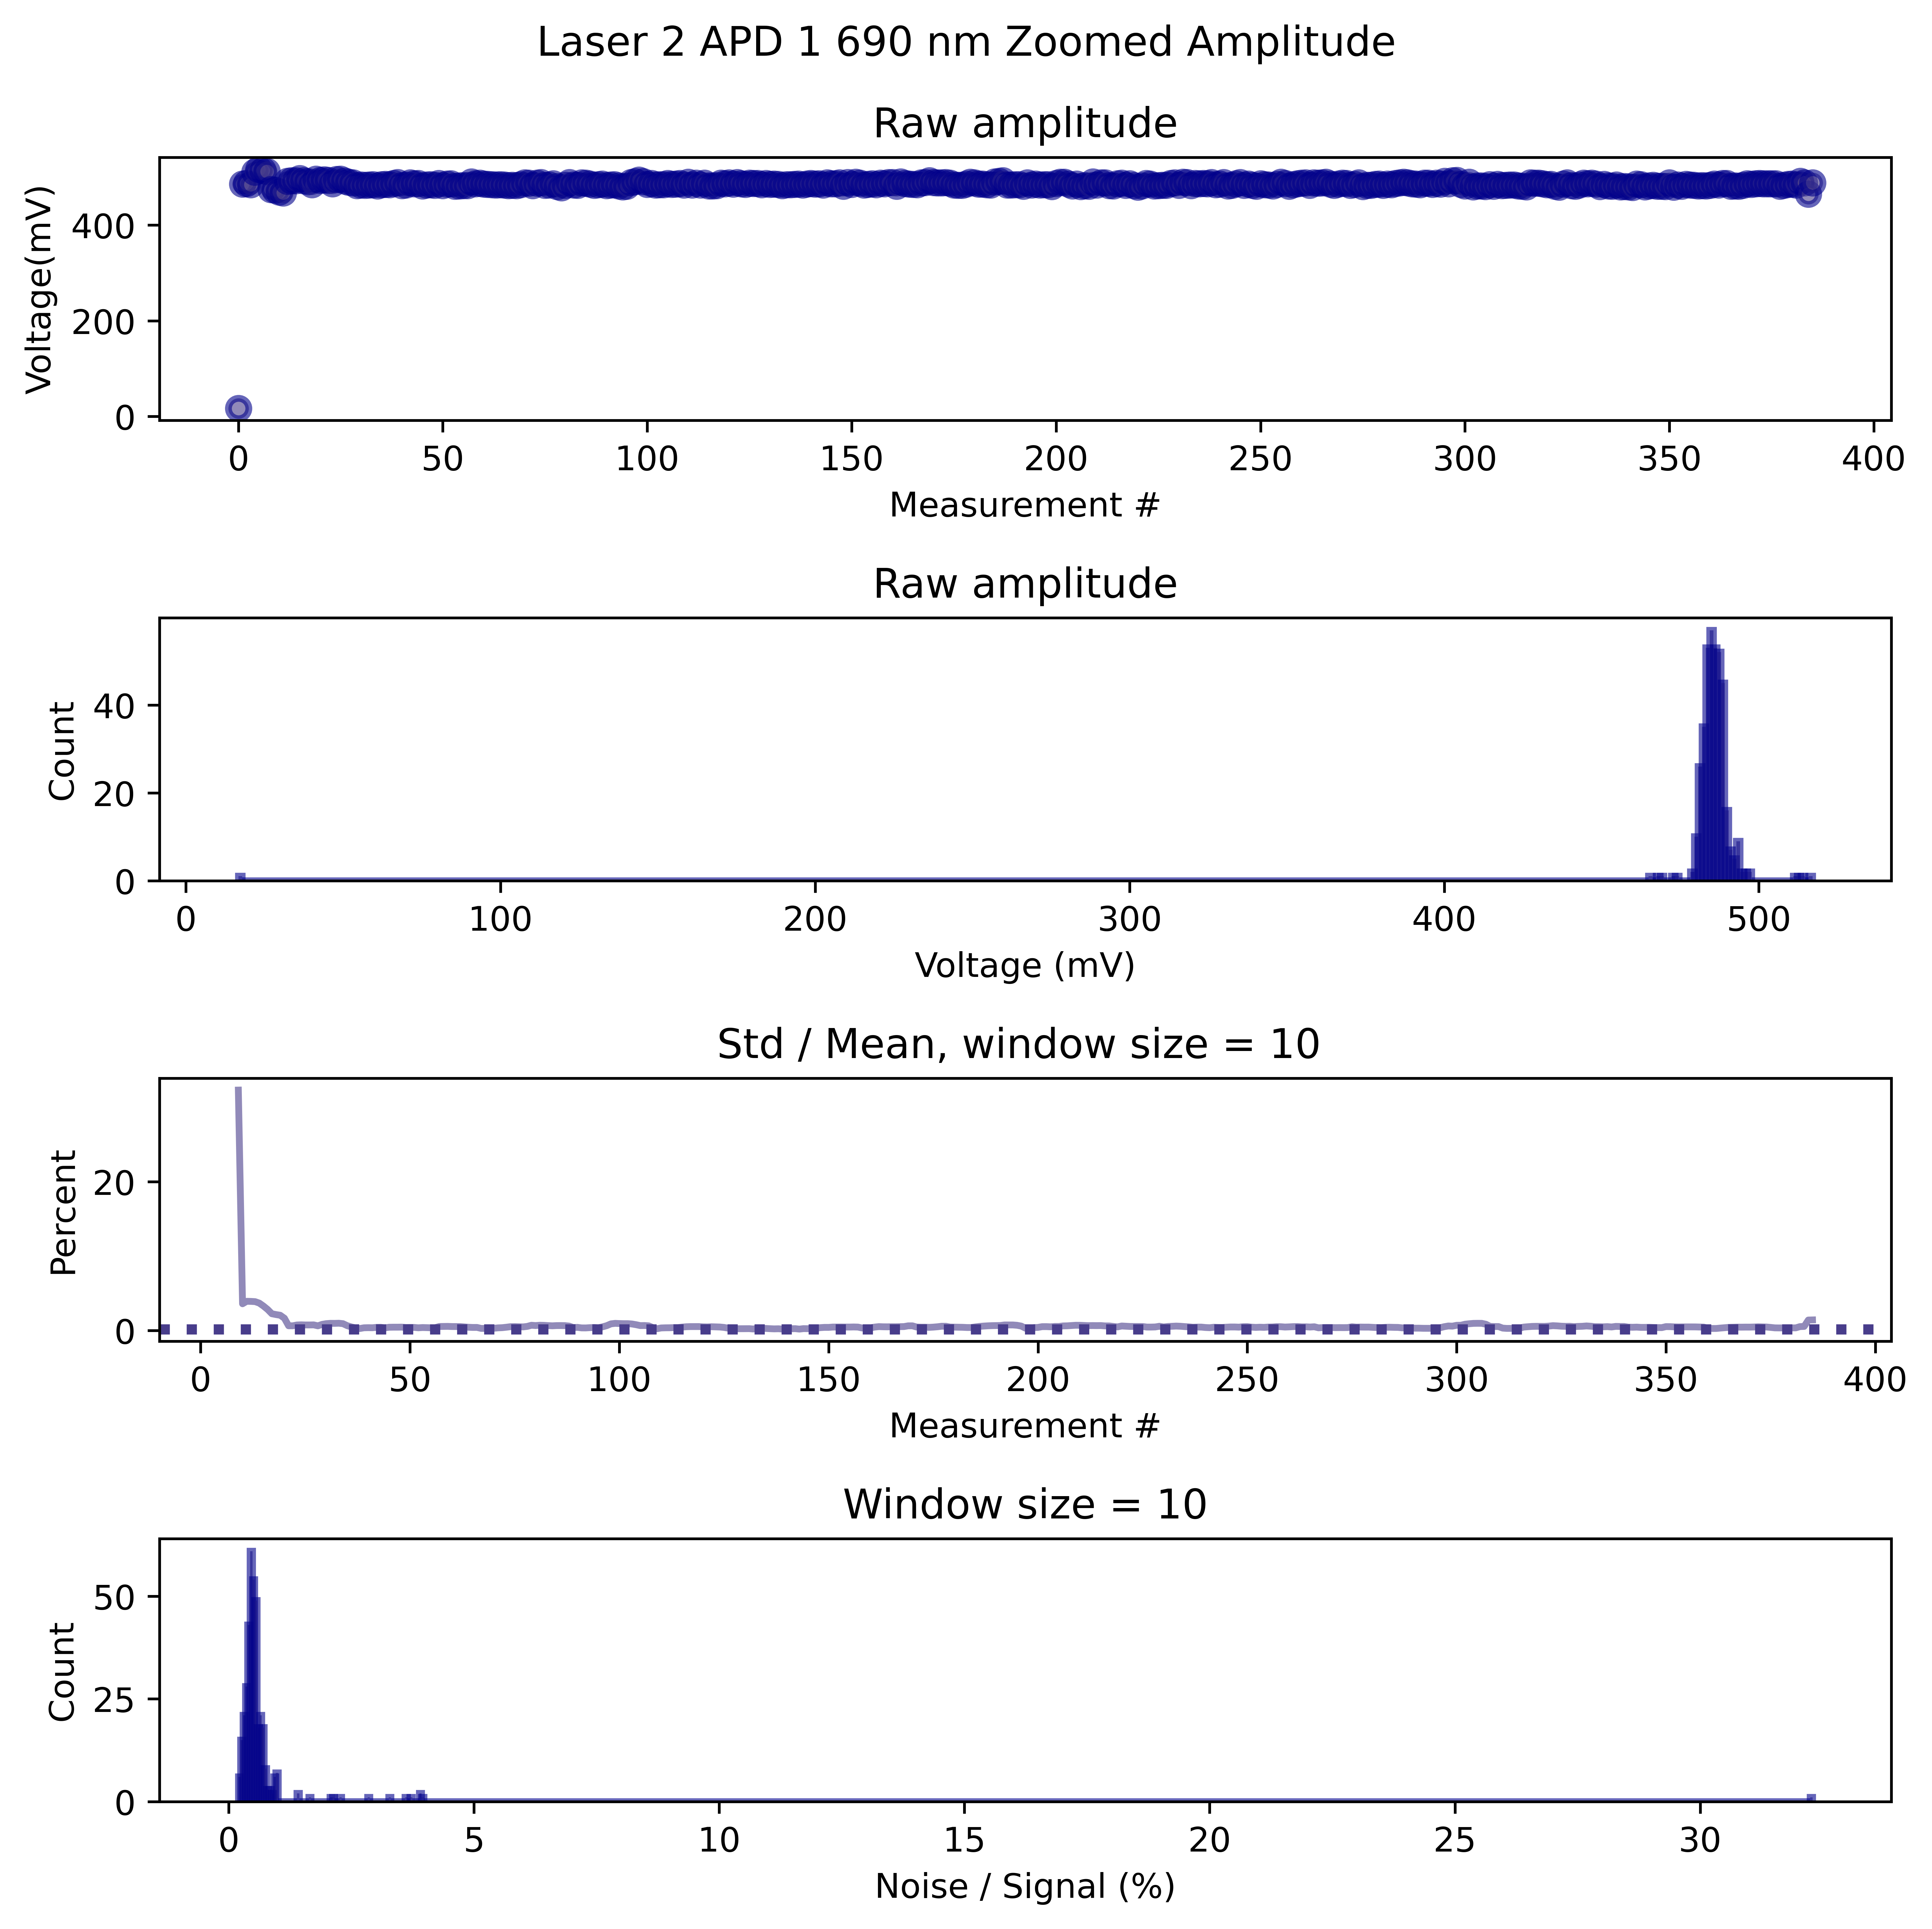 Laser 2 APD 1 690 nm Zoomed Amplitude
Raw amplitude
Voltage(mV)
400
200
0
0 50 100 150 200 250 300 350 400
Measurement #
Raw amplitude
Count
40
20
0
0 100 200 300 400 500
Voltage (mV)
Std / Mean, window size = 10
Percent
20
0
0 50 100 150 200 250 300 350 400
Measurement #
Window size = 10
Count
50
25
0
0 5 10 15 20 25 30
Noise / Signal (%)